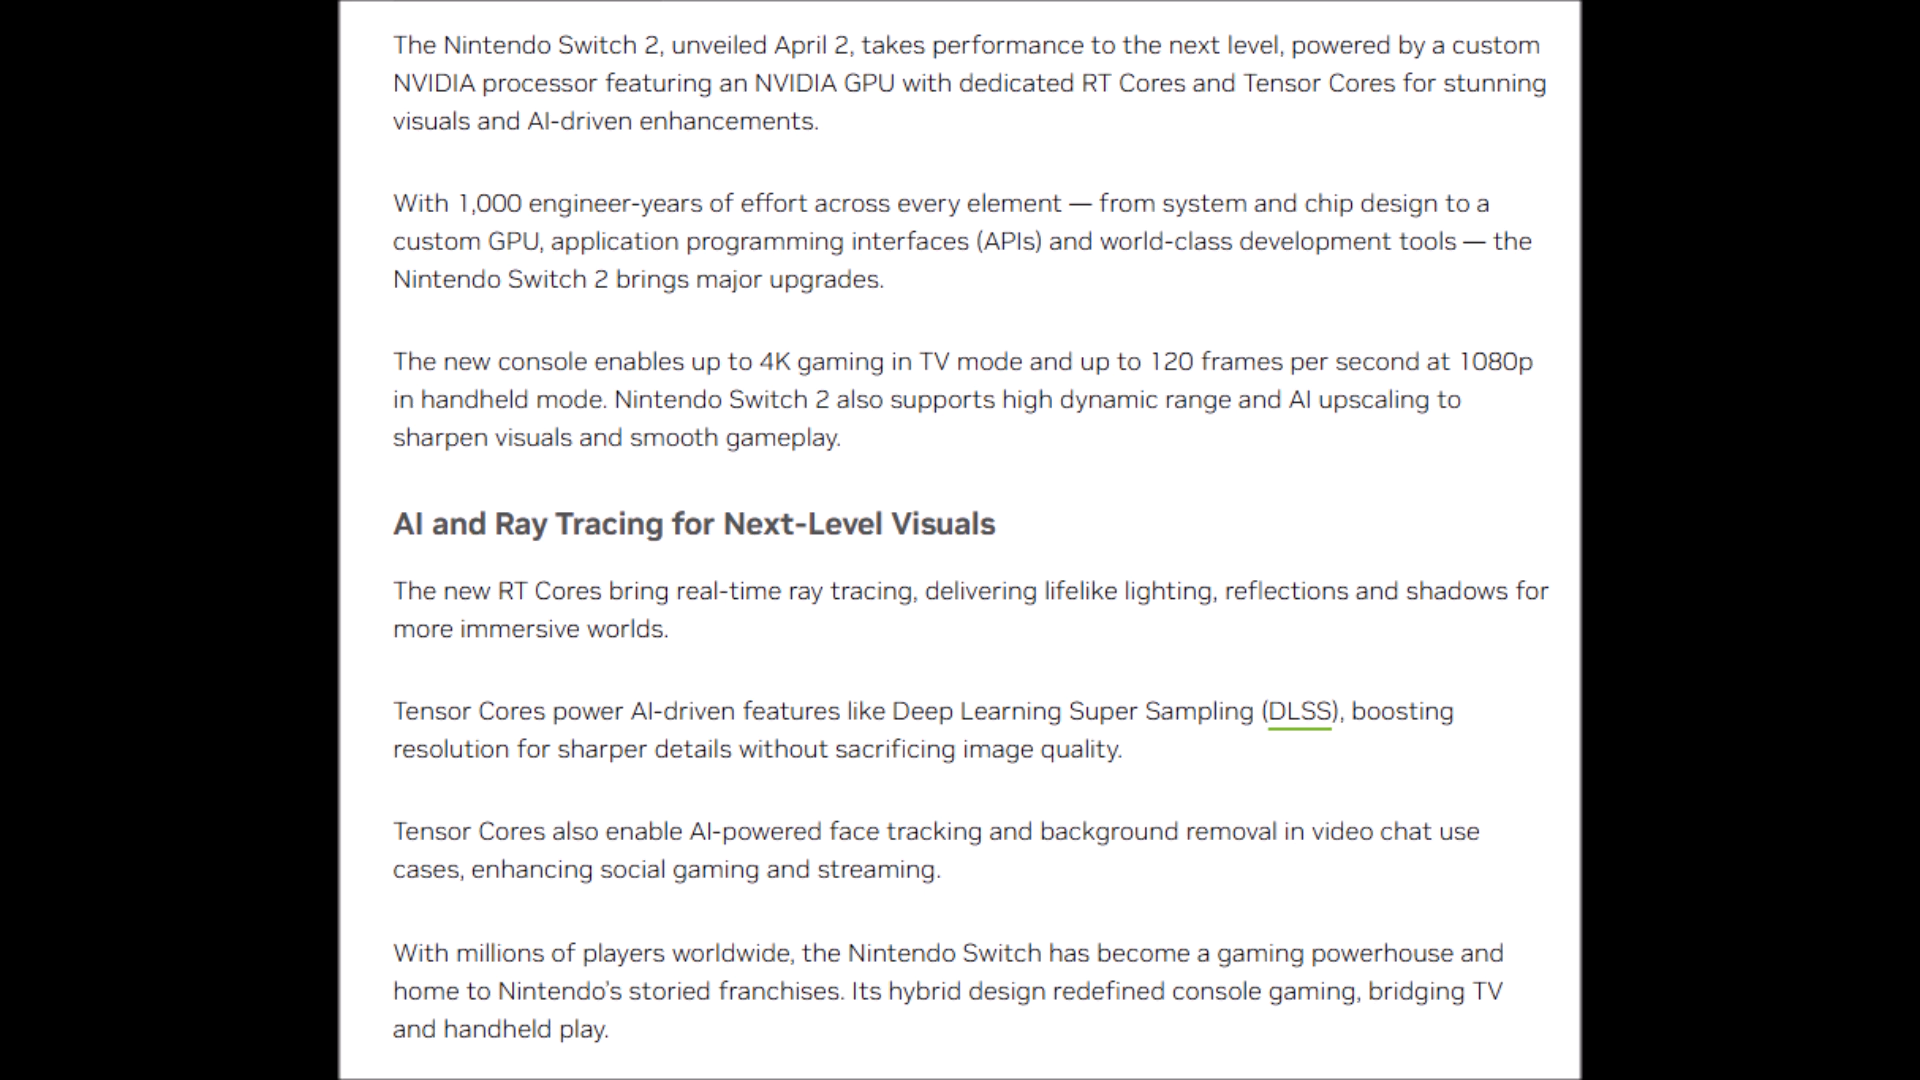 The Nintendo Switch 2, unveiled April 2, takes performance to the next level, powered by a custom
NVIDIA processor featuring an NVIDIA GPU with dedicated RT Cores and Tensor Cores for stunning
visuals and AI-driven enhancements.
With 1,000 engineer-years of effort across every element — from system and chip design to a
custom GPU, application programming interfaces (APIs) and world-class development tools — the
Nintendo Switch 2 brings major upgrades.
The new console enables up to 4K gaming in TV mode and up to 120 frames per second at 1080p
in handheld mode. Nintendo Switch 2 also supports high dynamic range and AI upscaling to
sharpen visuals and smooth gameplay.
AI and Ray Tracing for Next-Level Visuals
The new RT Cores bring real-time ray tracing, delivering lifelike lighting, reflections and shadows for
more immersive worlds.
Tensor Cores power AI-driven features like Deep Learning Super Sampling (DLSS), boosting
resolution for sharper details without sacrificing image quality.
Tensor Cores also enable AI-powered face tracking and background removal in video chat use
cases, enhancing social gaming and streaming.
With millions of players worldwide, the Nintendo Switch has become a gaming powerhouse and
home to Nintendo’s storied franchises. Its hybrid design redefined console gaming, bridging TV
and handheld play.